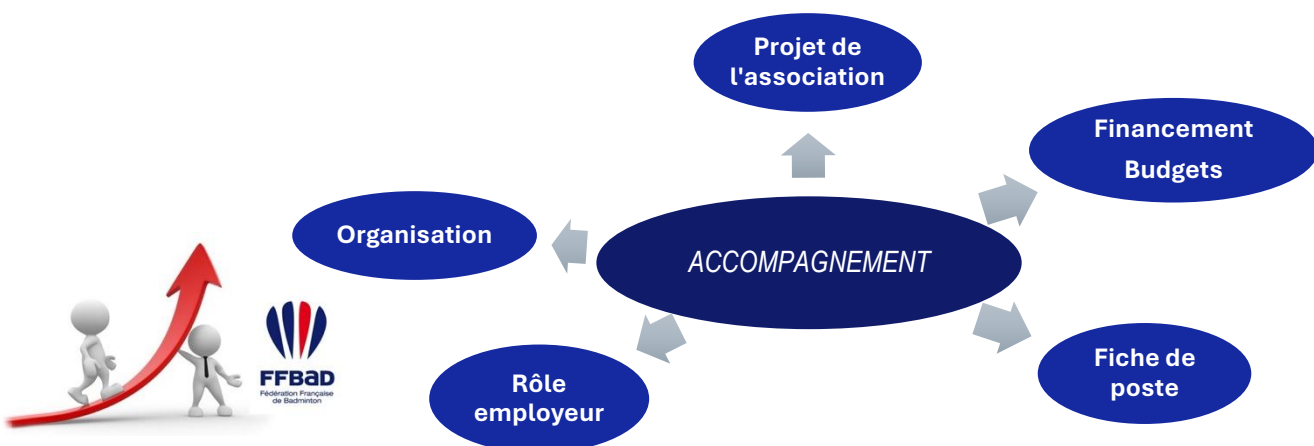 Projet de
l'association
Financement
Budgets
Organisation
ACCOMPAGNEMENT
Fiche de
poste
Rôle
employeur
FFBaD
Fédération Française
de Badminton